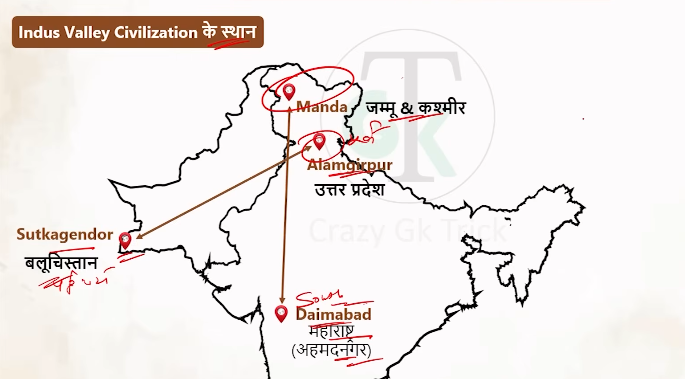 Indus Valley Civilization के स्थान
Manda
जम्मू & कश्मीर
Alamgirpur
उत्तर प्रदेश
Sutkagendor
बलूचिस्तान
Crazy Gk Trick
South
Daimabad
महाराष्ट्र
(अहमदनगर)